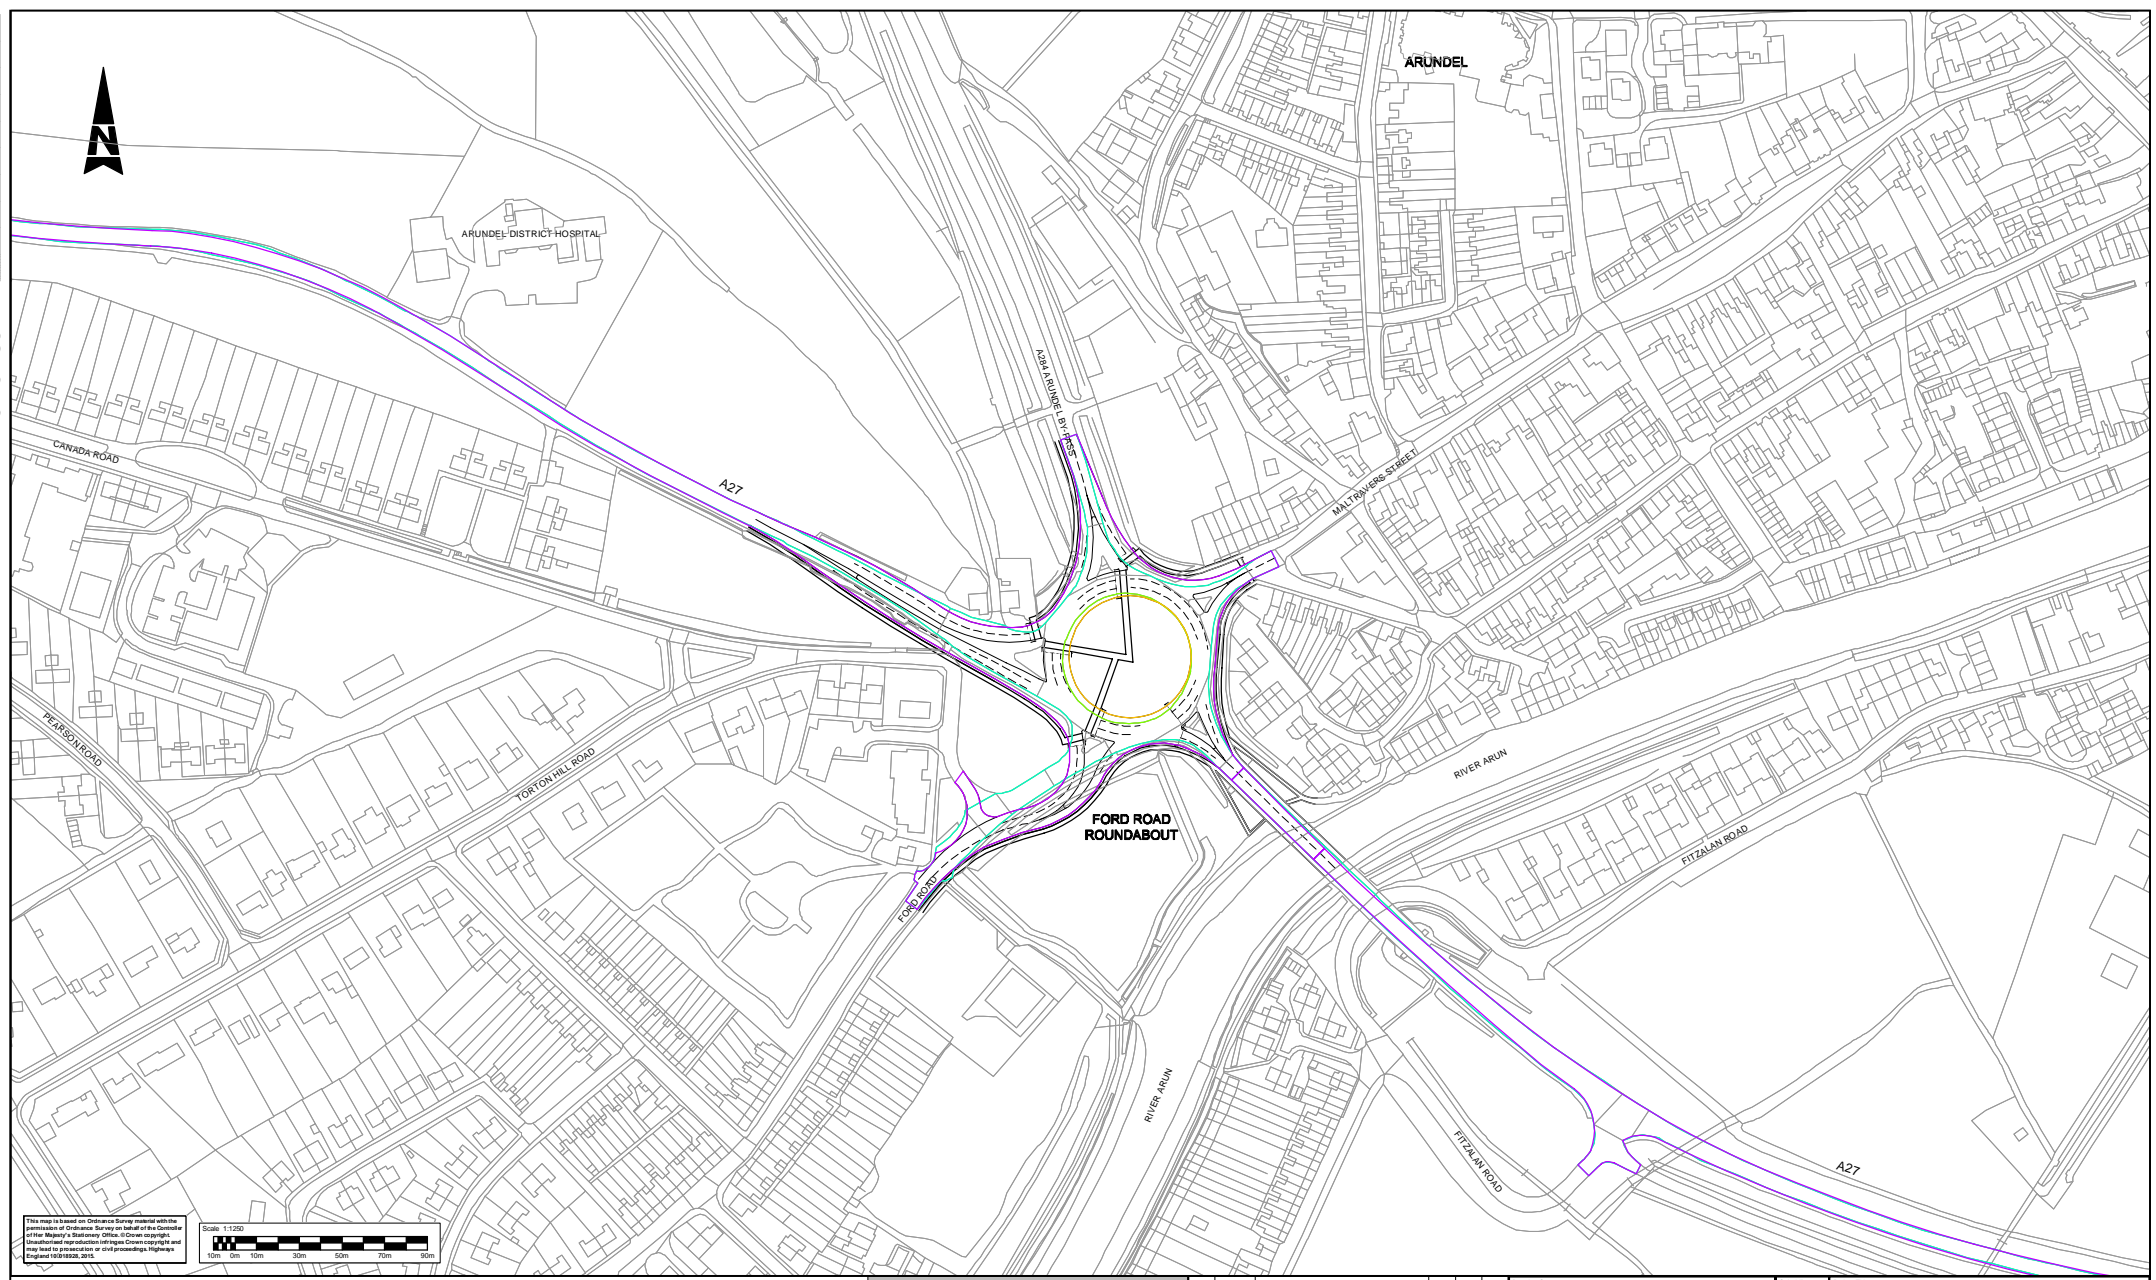 ARUNDEL
N
ARUNDEL DISTRICT HOSPITAL
A284 ARUNDEL BY-PASS
CANADA ROAD
A27
MALTRAVERS STREET
PEARSON ROAD
TORTON HILL ROAD
RIVER ARUN
FORD ROAD
ROUNDABOUT
FITZALAN ROAD
FORD ROAD
RIVER ARUN
FITZALAN ROAD
A27
This map is based on Ordnance Survey material with the
permission of Ordnance Survey on behalf of the Controller
of Her Majesty's Stationery Office. © Crown copyright.
Unauthorised reproduction infringes Crown copyright and
may lead to prosecution or civil proceedings. Highways
England 100018928, 2015.
Scale 1:1250
10m 0m 10m 30m 50m 70m 90m